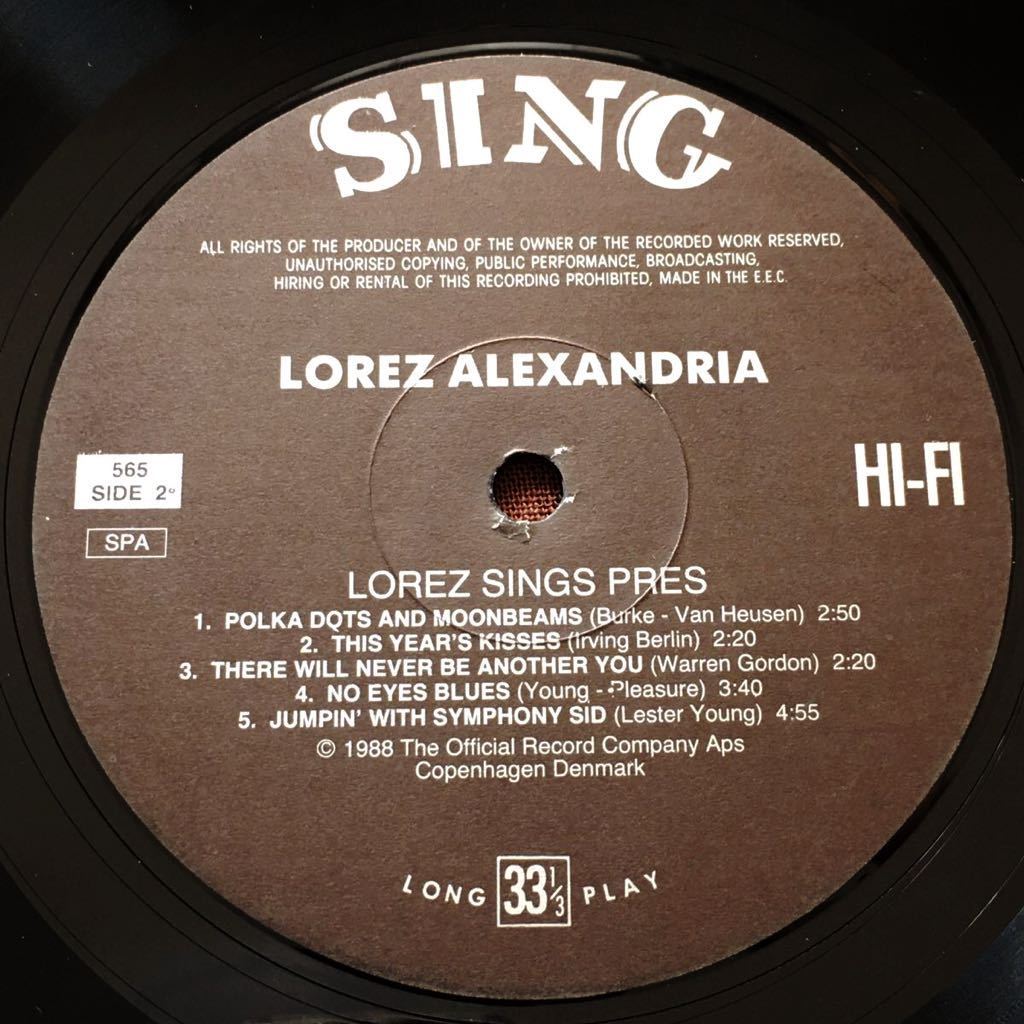 SING
ALL RIGHTS OF THE PRODUCER AND OF THE OWNER OF THE RECORDED WORK RESERVED,
UNAUTHORISED COPYING, PUBLIC PERFORMANCE, BROADCASTING,
HIRING OR RENTAL OF THIS RECORDING PROHIBITED, MADE IN THE E.E.C.
LOREZ ALEXANDRIA
565
SIDE 2°
SPA
HI-FI
LOREZ SINGS PRES
1. POLKA DOTS AND MOONBEAMS (Burke - Van Heusen) 2:50
2. THIS YEAR'S KISSES (Irving Berlin) 2:20
3. THERE WILL NEVER BE ANOTHER YOU (Warren Gordon) 2:20
4. NO EYES BLUES (Young - Pleasure) 3:40
5. JUMPIN' WITH SYMPHONY SID (Lester Young) 4:55
© 1988 The Official Record Company Aps
Copenhagen Denmark
LONG 33 1/3 PLAY